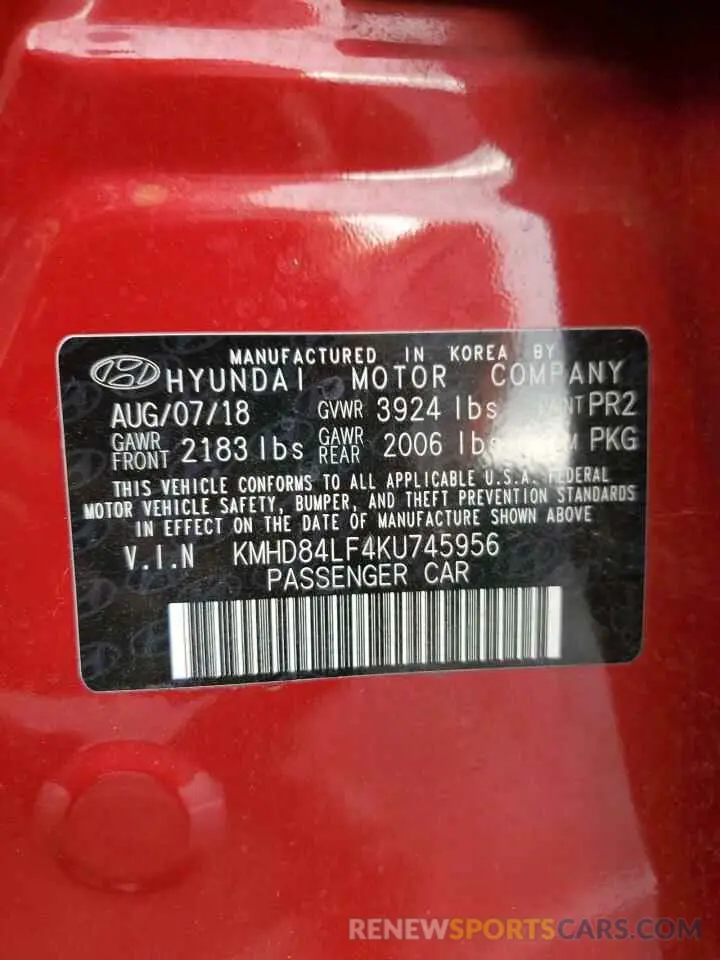 MANUFACTURED IN KOREA BY
HYUNDAI MOTOR COMPANY
AUG/07/18 GVWR 3924 lbs PR2
GAWR FRONT 2183 lbs GAWR REAR 2006 lbs PKG
THIS VEHICLE CONFORMS TO ALL APPLICABLE U.S.A. FEDERAL
MOTOR VEHICLE SAFETY, BUMPER, AND THEFT PREVENTION STANDARDS
IN EFFECT ON THE DATE OF MANUFACTURE SHOWN ABOVE
V.I.N KMHD84LF4KU745956
PASSENGER CAR
RENEWSPORTSCARS.COM